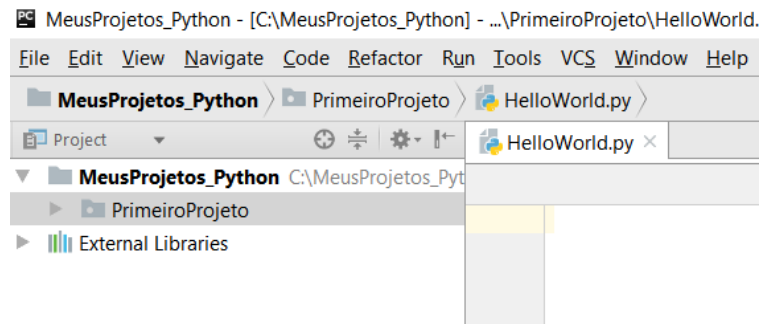 PC MeusProjetos_Python - [C:\MeusProjetos_Python] - ...\PrimeiroProjeto\HelloWorld.
File Edit View Navigate Code Refactor Run Tools VCS Window Help
MeusProjetos_Python PrimeiroProjeto HelloWorld.py
Project HelloWorld.py
MeusProjetos_Python C:\MeusProjetos_Pyt
PrimeiroProjeto
External Libraries